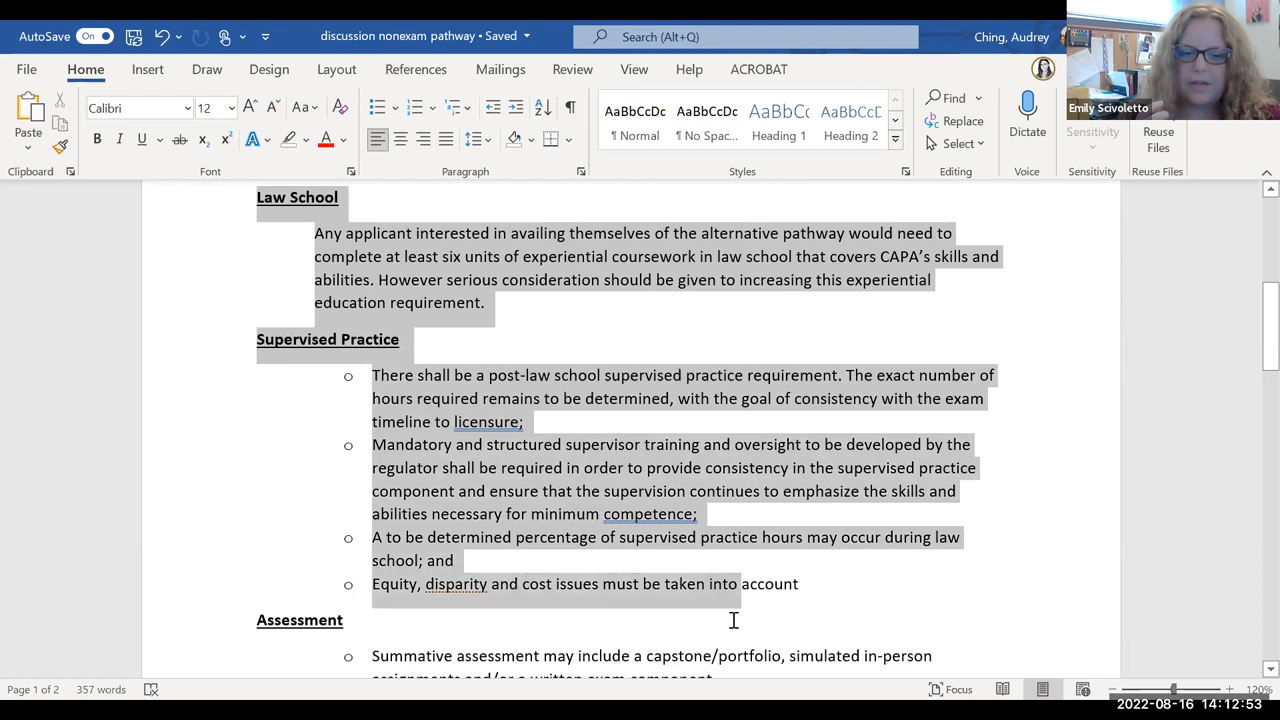 AutoSave On discussion nonexam pathway • Saved Search (Alt+Q) Ching, Audrey
File Home Insert Draw Design Layout References Mailings Review View Help ACROBAT
Emily Scivoletto
Paste Calibri 12 Aa AaBbCcDc AaBbCcDc AaBbCc AaBbCcD Find Replace Select Dictate Sensitivity Reuse Files
¶ Normal ¶ No Spac... Heading 1 Heading 2
Clipboard Font Paragraph Styles Editing Voice Sensitivity Reuse Files
Law School
Any applicant interested in availing themselves of the alternative pathway would need to
complete at least six units of experiential coursework in law school that covers CAPA's skills and
abilities. However serious consideration should be given to increasing this experiential
education requirement.
Supervised Practice
o There shall be a post-law school supervised practice requirement. The exact number of
hours required remains to be determined, with the goal of consistency with the exam
timeline to licensure;
o Mandatory and structured supervisor training and oversight to be developed by the
regulator shall be required in order to provide consistency in the supervised practice
component and ensure that the supervision continues to emphasize the skills and
abilities necessary for minimum competence;
o A to be determined percentage of supervised practice hours may occur during law
school; and
o Equity, disparity and cost issues must be taken into account
Assessment
o Summative assessment may include a capstone/portfolio, simulated in-person
assignments and/or a written exam component
Page 1 of 2 357 words Focus 120%
2022-08-16 14:12:53